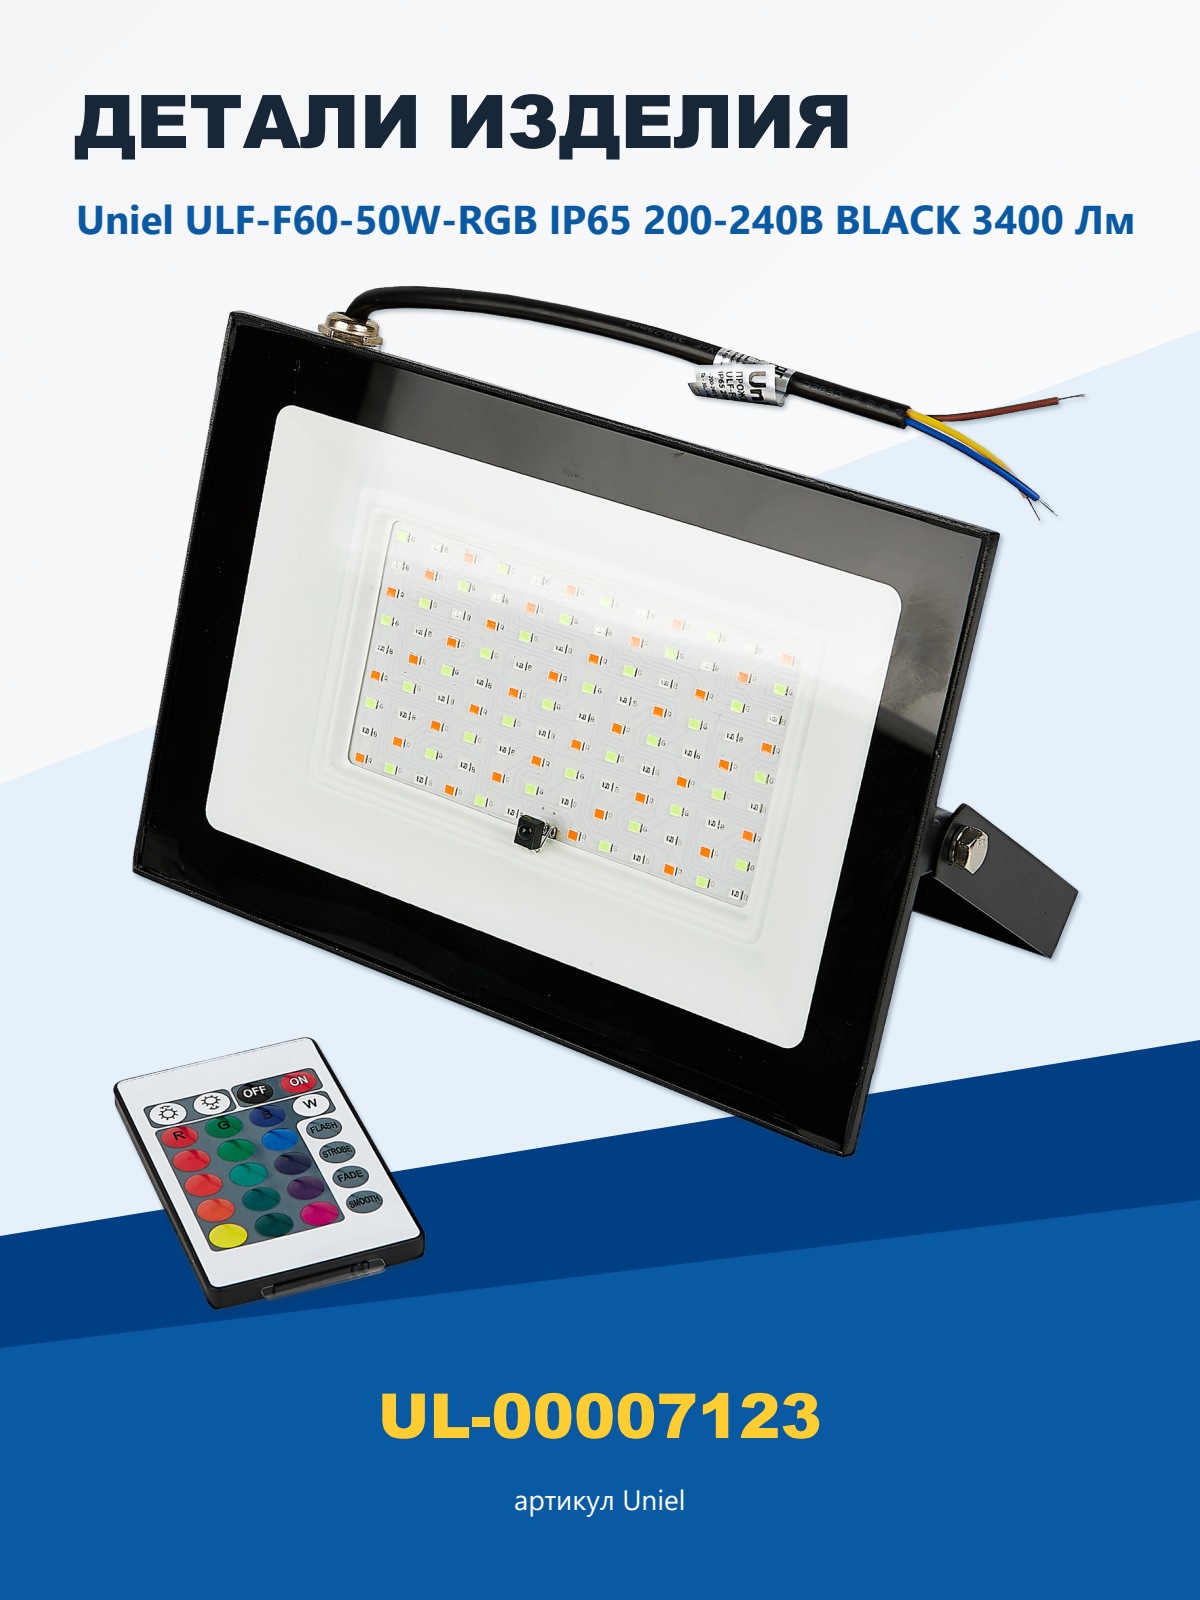 ДЕТАЛИ ИЗДЕЛИЯ
Uniel ULF-F60-50W-RGB IP65 200-240В BLACK 3400 Лм
OFF ON
R G B W
FLASH
STROBE
FADE
SMOOTH
UL-00007123
артикул Uniel